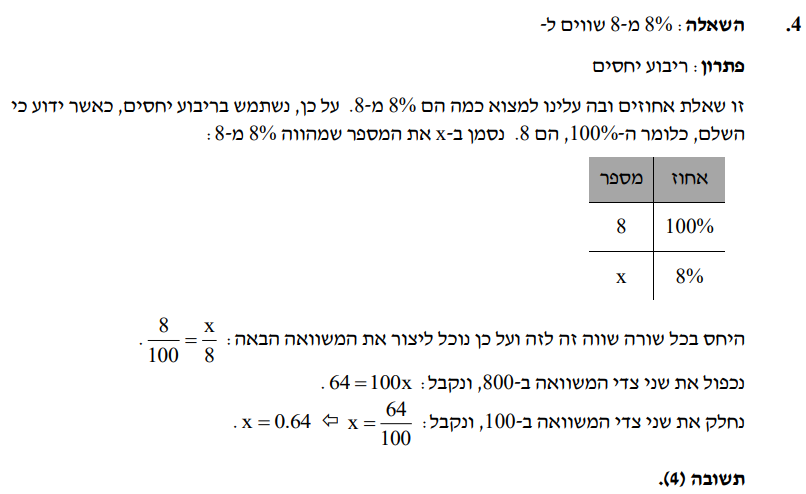 4. השאלה: 8% מ-8 שווים ל-
פתרון: ריבוע יחסים
זו שאלת אחוזים ובה עלינו למצוא כמה הם 8% מ-8. על כן, נשתמש בריבוע יחסים, כאשר ידוע כי
השלם, כלומר ה-100%, הם 8. נסמן ב-x את המספר שמהווה 8% מ-8:
אחוז מספר
100% 8
8% x
היחס בכל שורה שווה זה לזה ועל כן נוכל ליצור את המשוואה הבאה: 8/100 = x/8.
נכפול את שני צדי המשוואה ב-800, ונקבל: 64 = 100x.
נחלק את שני צדי המשוואה ב-100, ונקבל: x = 64/100 ⇦ x = 0.64.
תשובה (4).